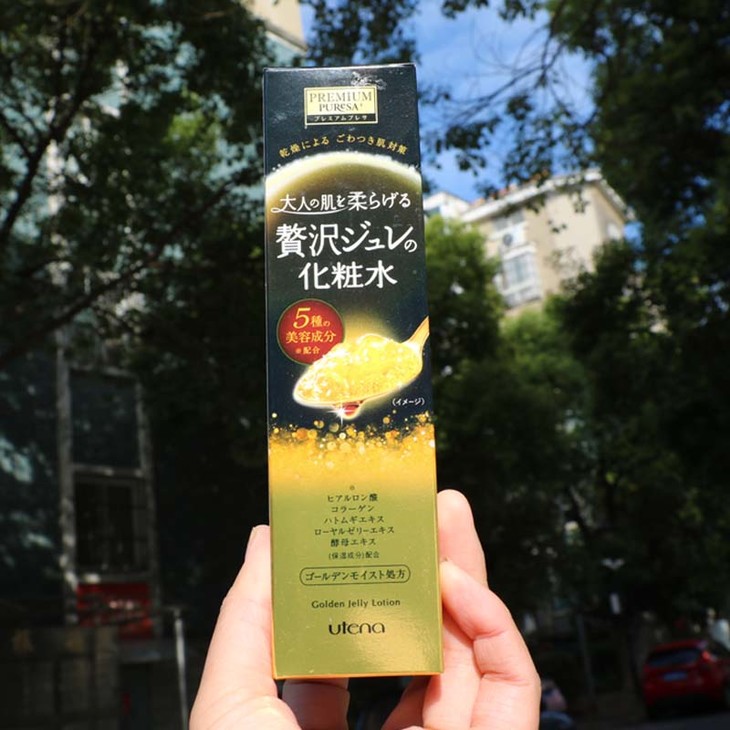 PREMIUM
PURESA
プレミアムプレサ
乾燥による ごわつき肌対策
大人の肌を柔らげる
贅沢ジュレの
化粧水
5種の
美容成分
※配合
(イメージ)
※
ヒアルロン酸
コラーゲン
ハトムギエキス
ローヤルゼリーエキス
酵母エキス
(保湿成分)配合
ゴールデンモイスト処方
Golden Jelly Lotion
utena